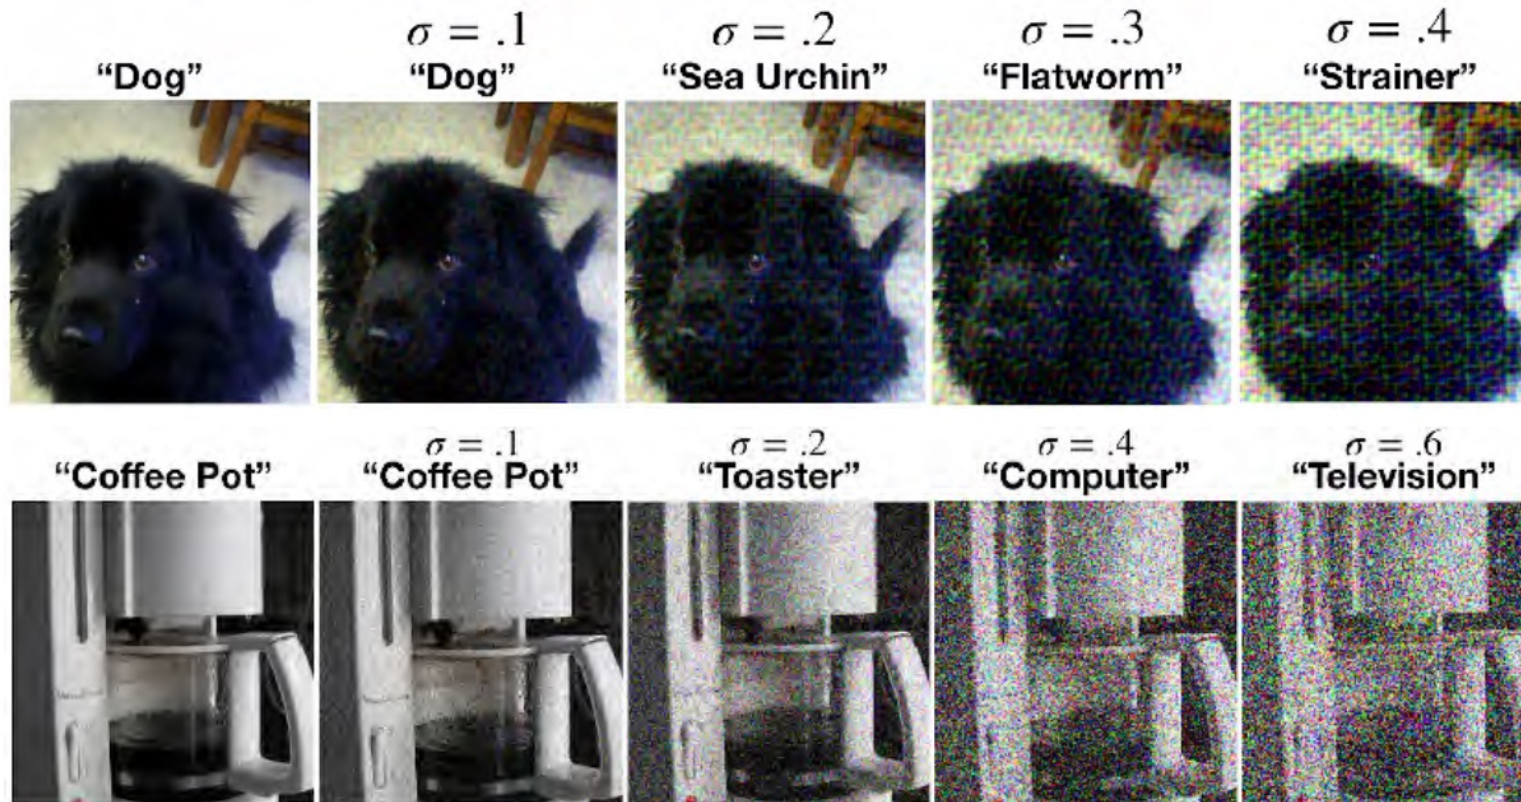 σ = .1 σ = .2 σ = .3 σ = .4
“Dog” “Dog” “Sea Urchin” “Flatworm” “Strainer”
σ = .1 σ = .2 σ = .4 σ = .6
“Coffee Pot” “Coffee Pot” “Toaster” “Computer” “Television”